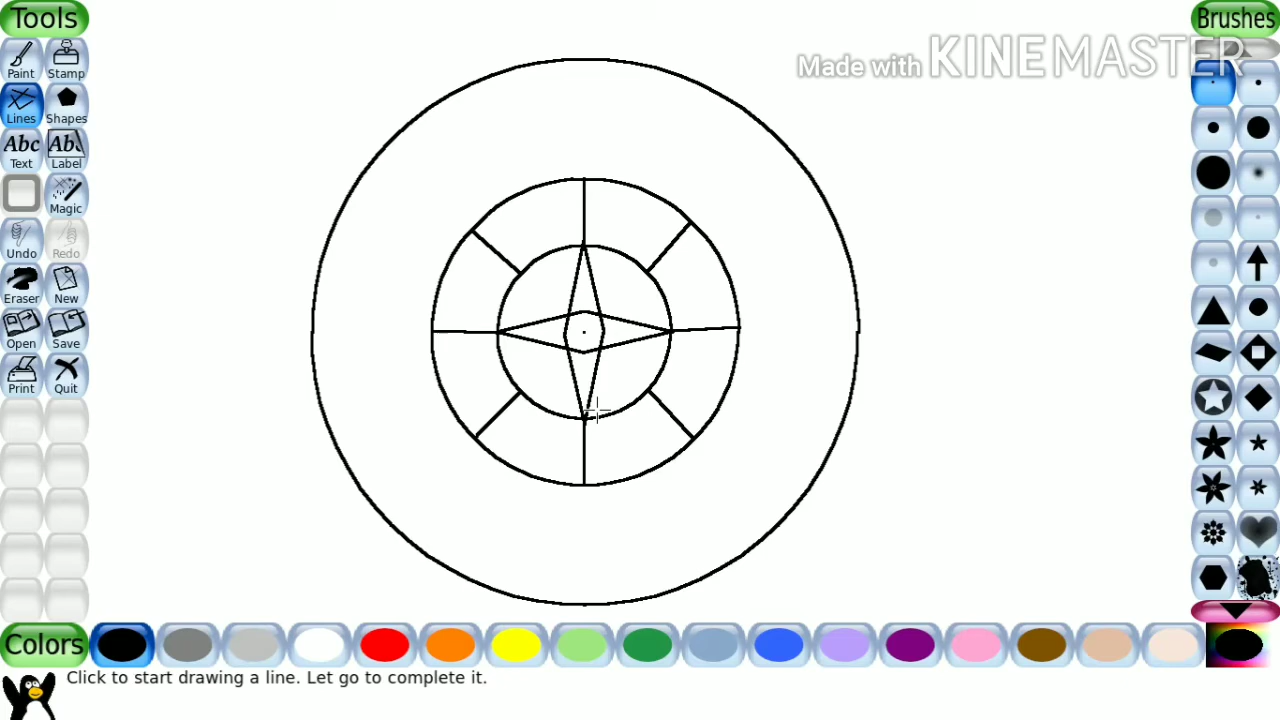 Tools
Brushes
Made with KINEMASTER
Paint
Stamp
Lines
Shapes
Abc
Abc
Text
Label
Magic
Undo
Redo
Eraser
New
Open
Save
Print
Quit
Colors
Click to start drawing a line. Let go to complete it.